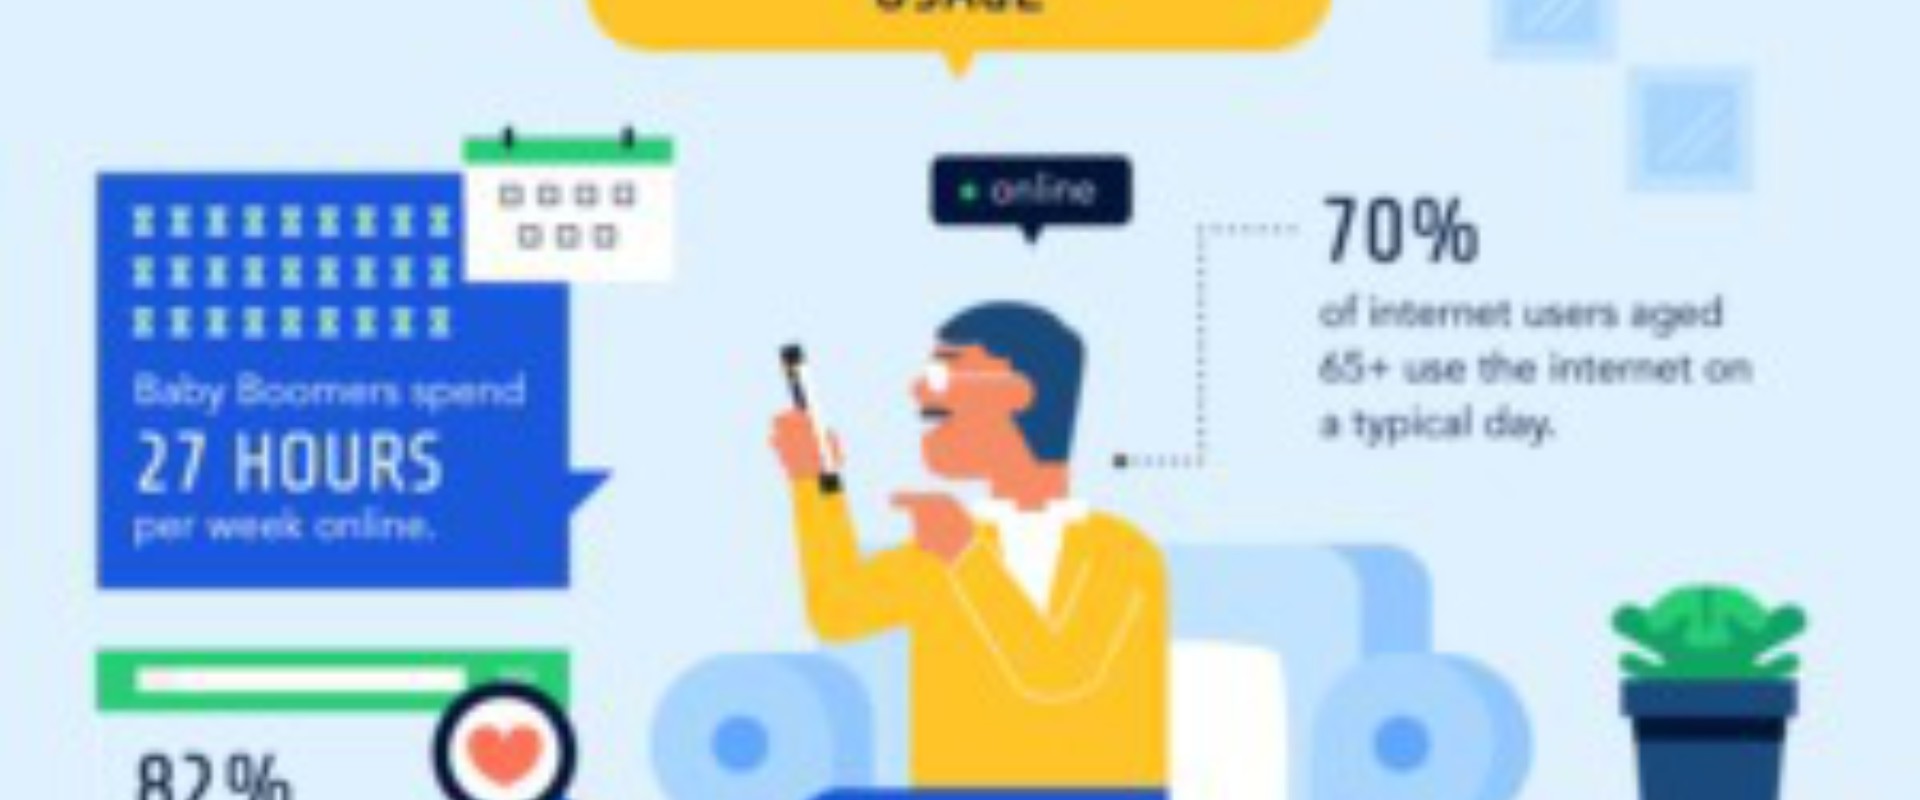 USAGE
online
70%
of internet users aged
65+ use the internet on
a typical day.
Baby Boomers spend
27 HOURS
per week online.
82%